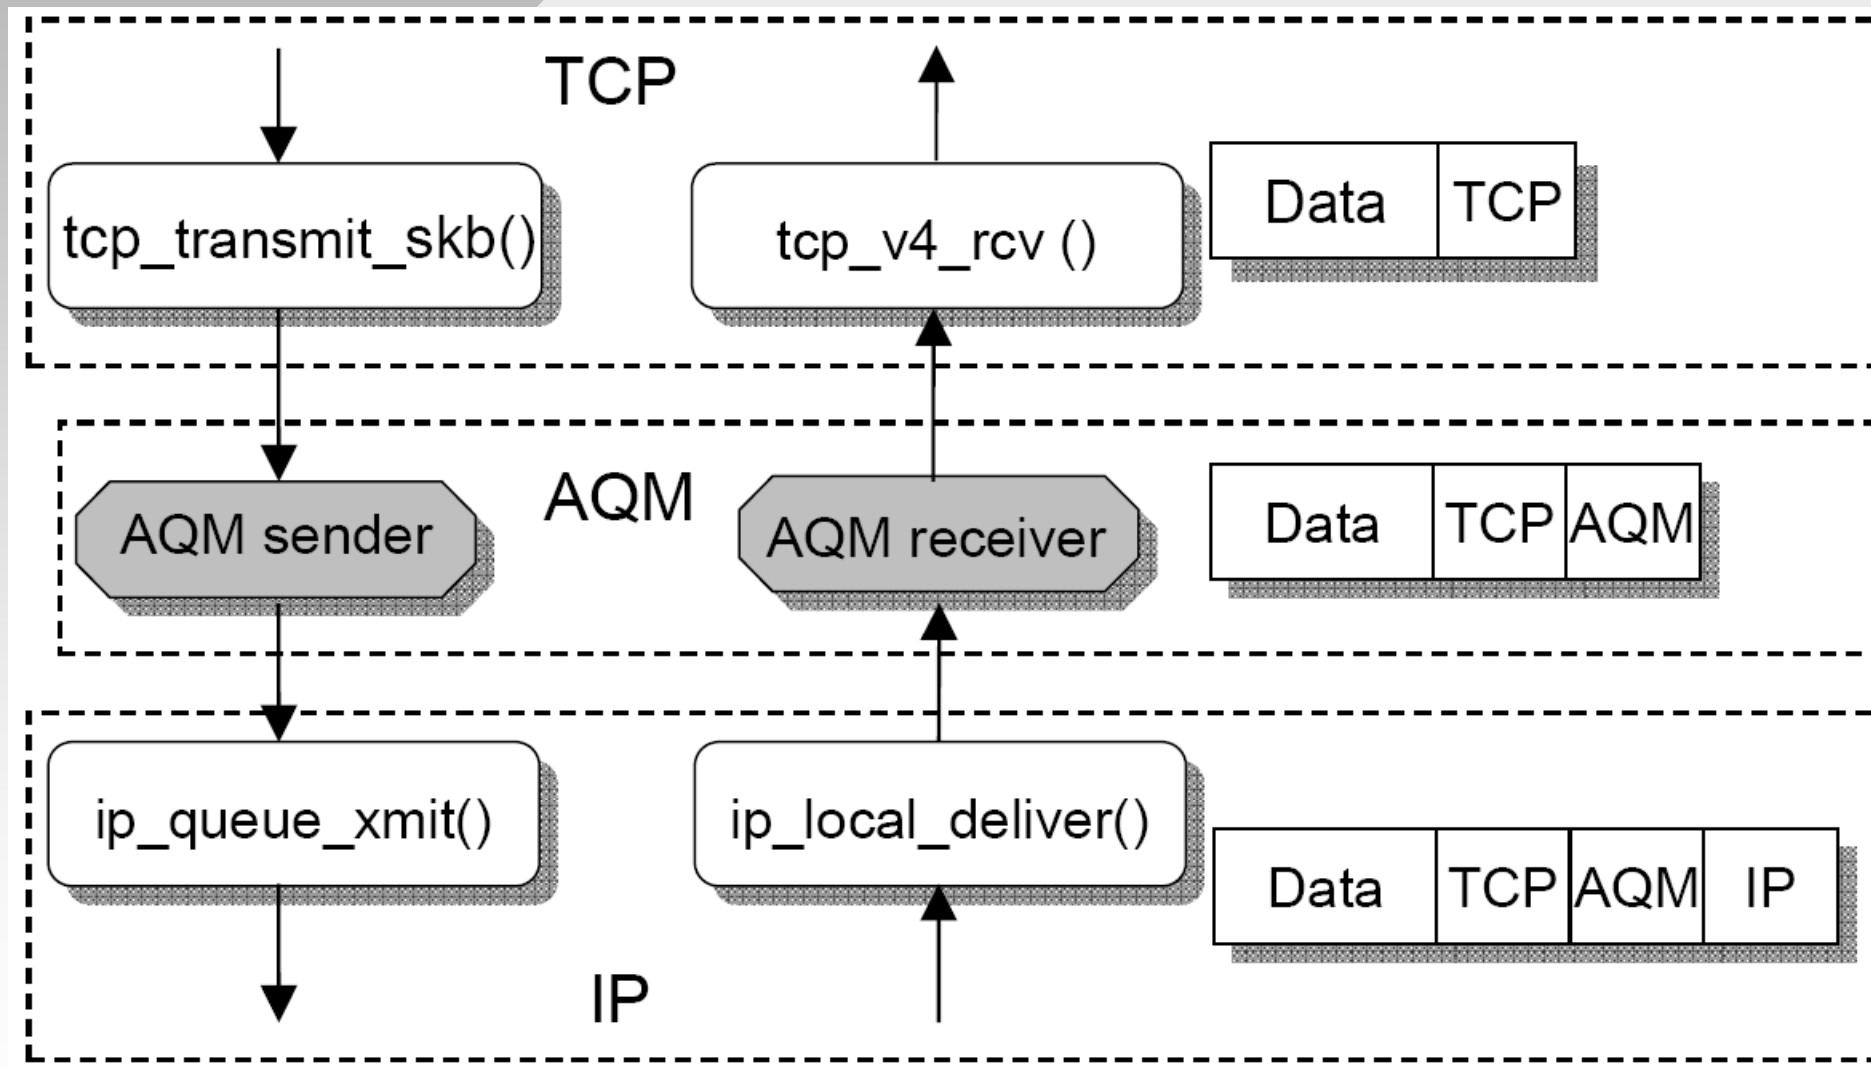 TCP
tcp_transmit_skb()
tcp_v4_rcv ()
Data TCP
AQM
AQM sender
AQM receiver
Data TCP AQM
ip_queue_xmit()
ip_local_deliver()
Data TCP AQM IP
IP